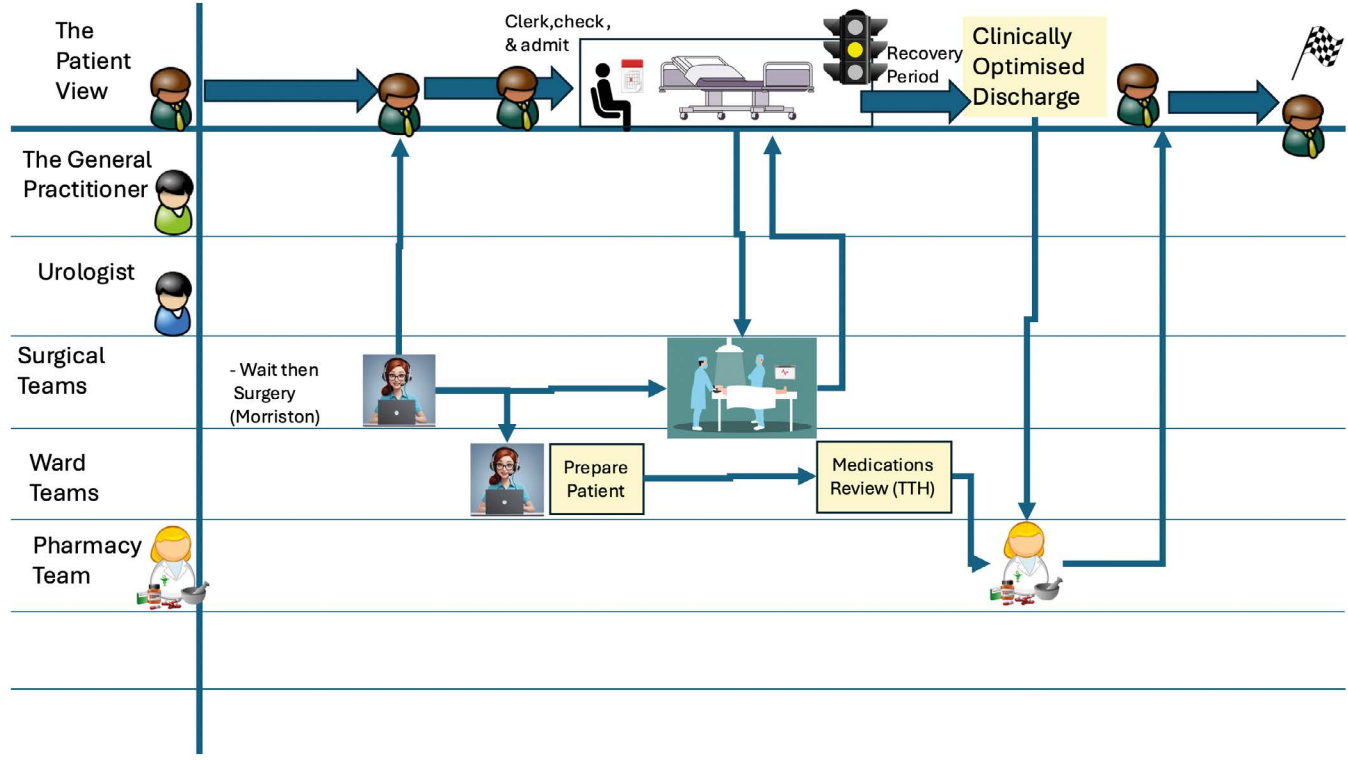 The
Patient
View
Clerk,check,
& admit
Recovery
Period
Clinically
Optimised
Discharge
The General
Practitioner
Urologist
Surgical
Teams
- Wait then
Surgery
(Morriston)
Ward
Teams
Prepare
Patient
Medications
Review (TTH)
Pharmacy
Team